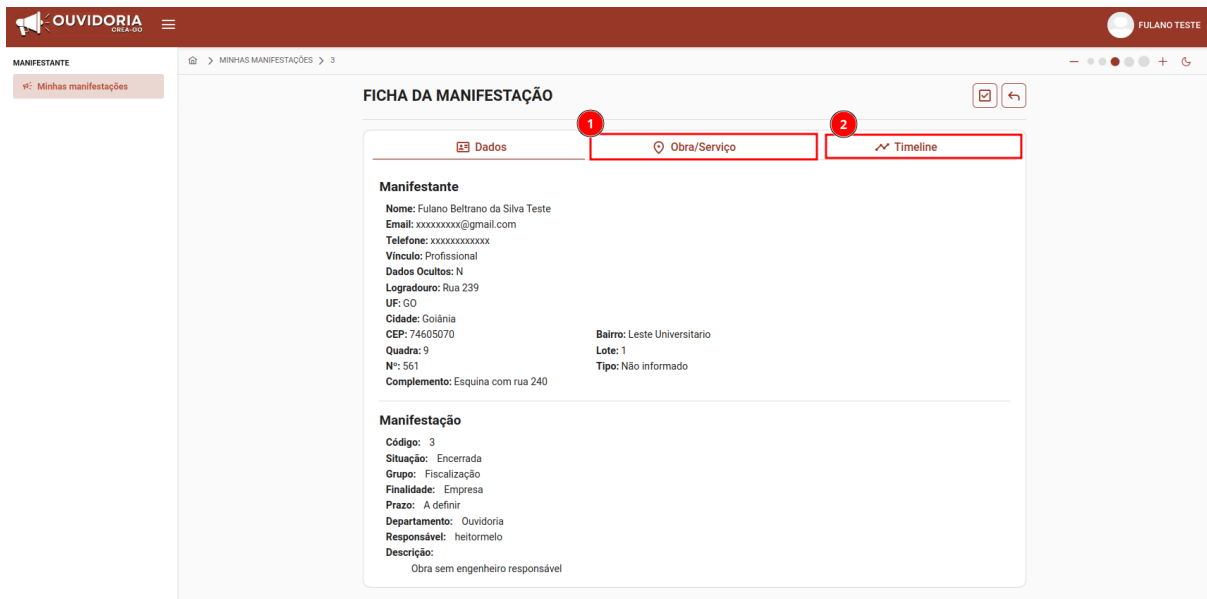 OUVIDORIA
CREA-GO
FULANO TESTE
MANIFESTANTE
Minhas manifestações
MINHAS MANIFESTAÇÕES > 3
FICHA DA MANIFESTAÇÃO
1
2
Dados
Obra/Serviço
Timeline
Manifestante
Nome: Fulano Beltrano da Silva Teste
Email: xxxxxxxxx@gmail.com
Telefone: xxxxxxxxxxxx
Vínculo: Profissional
Dados Ocultos: N
Logradouro: Rua 239
UF: GO
Cidade: Goiânia
CEP: 74605070 Bairro: Leste Universitario
Quadra: 9 Lote: 1
Nº: 561 Tipo: Não informado
Complemento: Esquina com rua 240
Manifestação
Código: 3
Situação: Encerrada
Grupo: Fiscalização
Finalidade: Empresa
Prazo: A definir
Departamento: Ouvidoria
Responsável: heitormelo
Descrição:
Obra sem engenheiro responsável